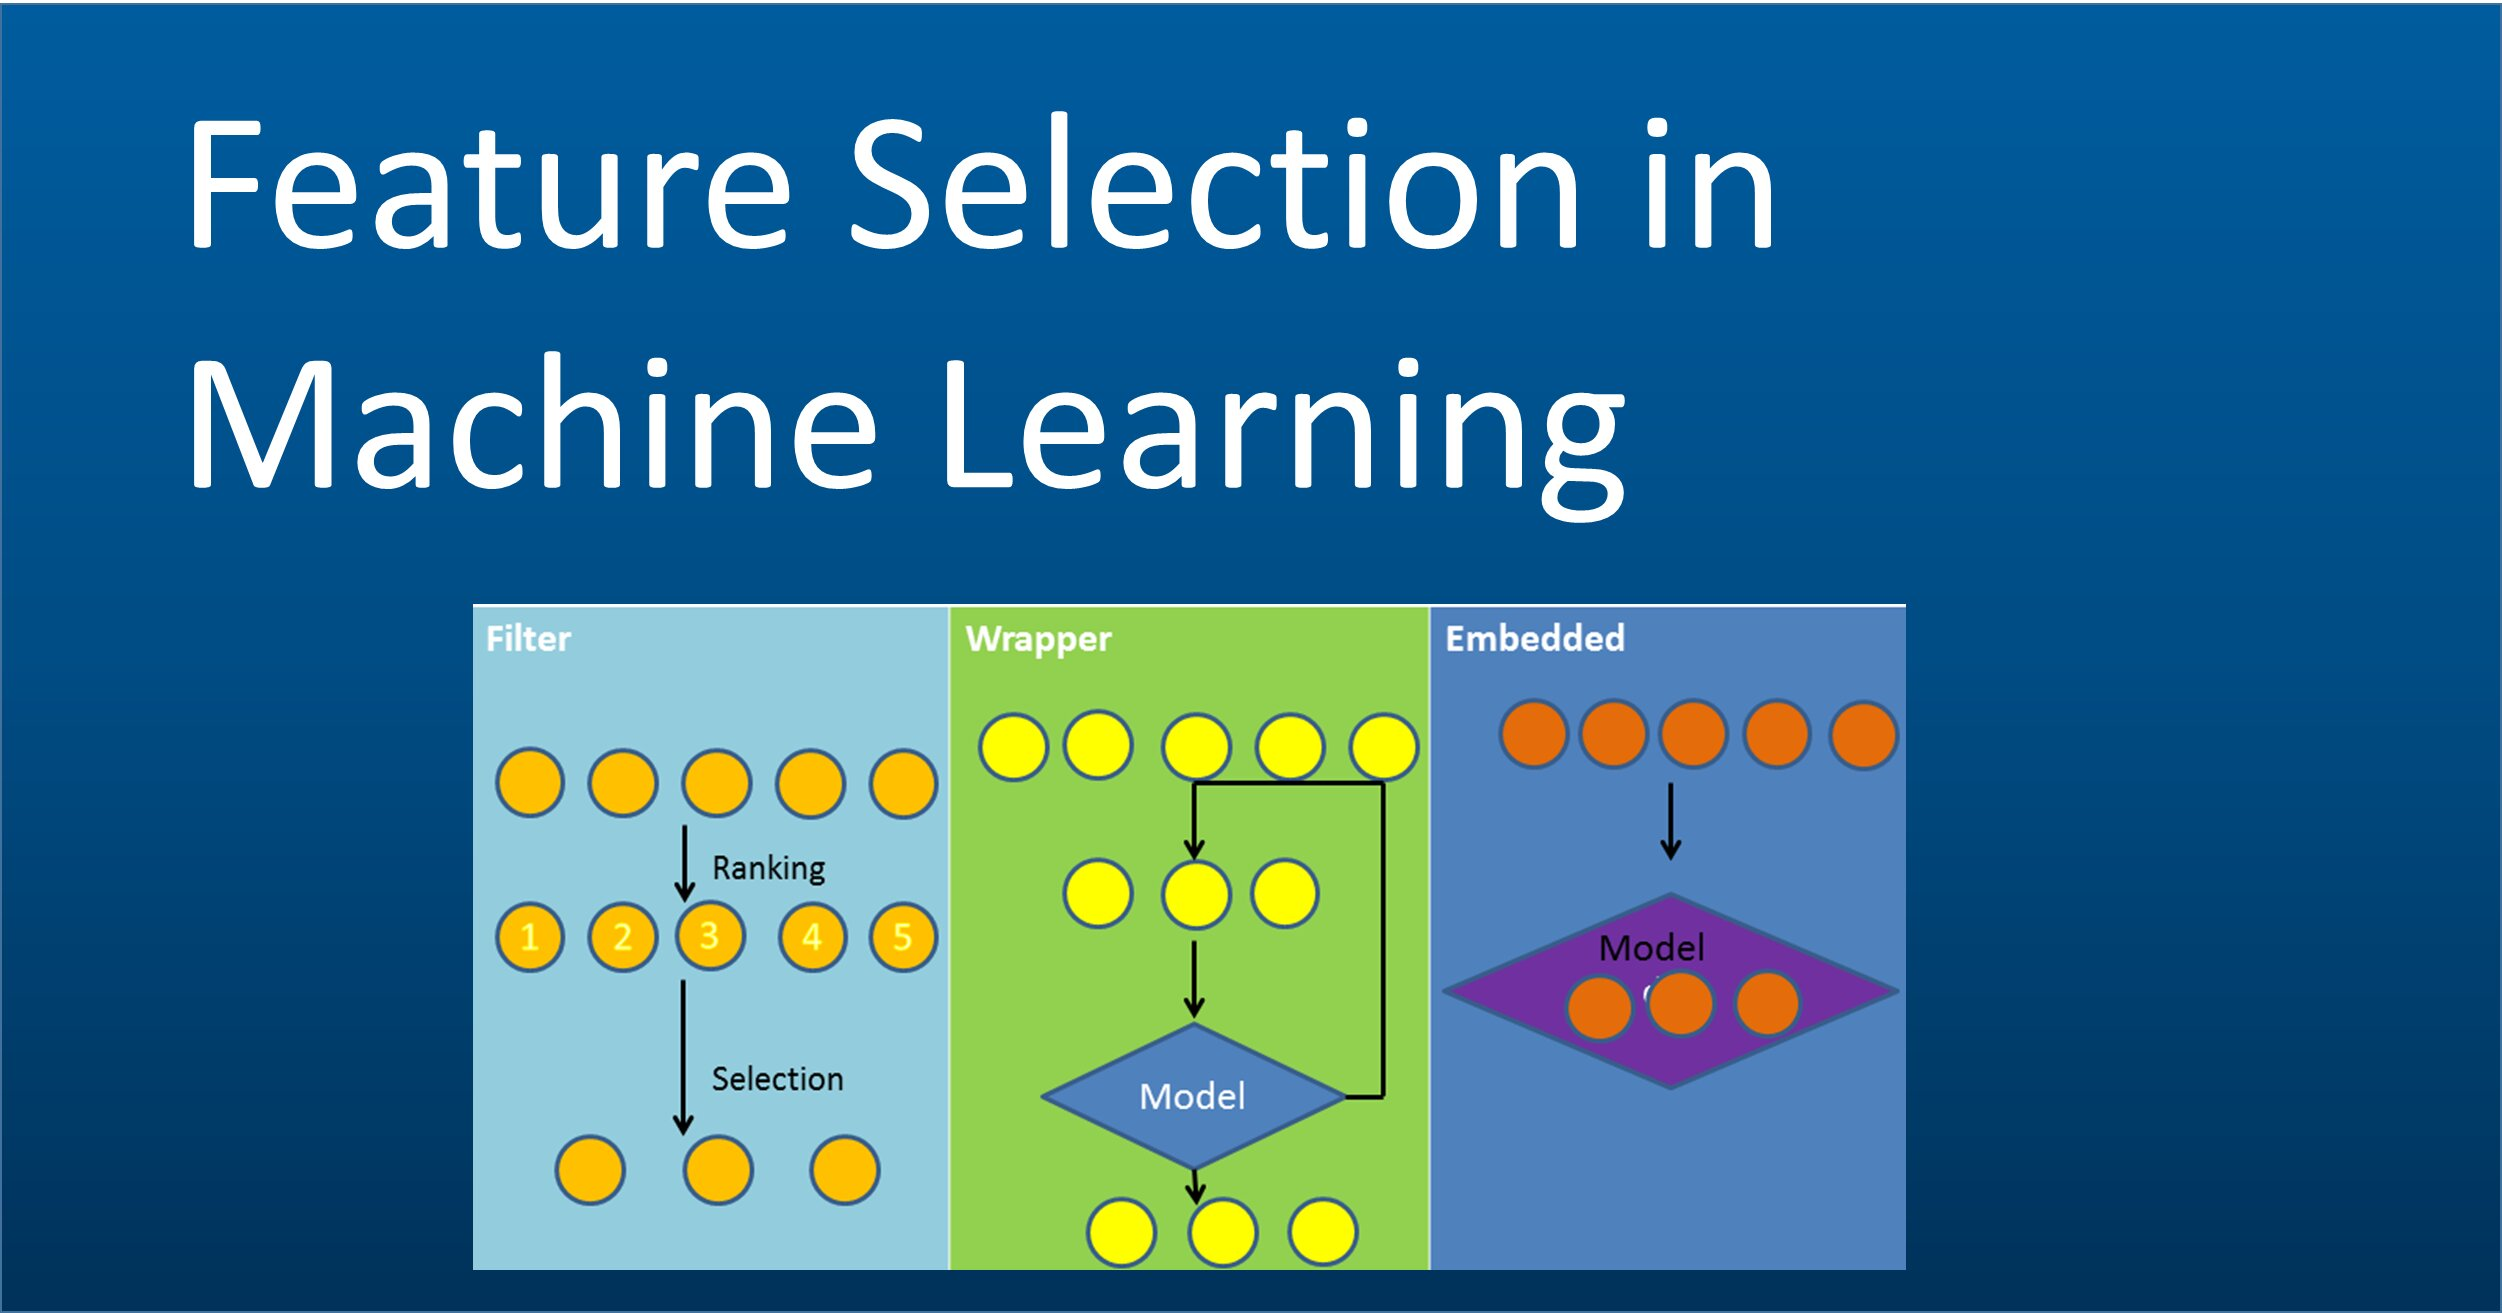 Feature Selection in
Machine Learning
Filter
Ranking
1 2 3 4 5
Selection
Wrapper
Model
Embedded
Model